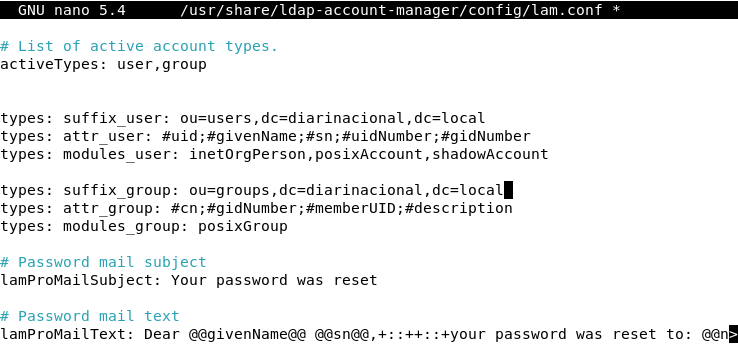 GNU nano 5.4 /usr/share/ldap-account-manager/config/lam.conf *
# List of active account types.
activeTypes: user,group
types: suffix_user: ou=users,dc=diarinacional,dc=local
types: attr_user: #uid;#givenName;#sn;#uidNumber;#gidNumber
types: modules_user: inetOrgPerson,posixAccount,shadowAccount
types: suffix_group: ou=groups,dc=diarinacional,dc=local
types: attr_group: #cn;#gidNumber;#memberUID;#description
types: modules_group: posixGroup
# Password mail subject
lamProMailSubject: Your password was reset
# Password mail text
lamProMailText: Dear @@givenName@@ @@sn@@,+::++::+your password was reset to: @@n>